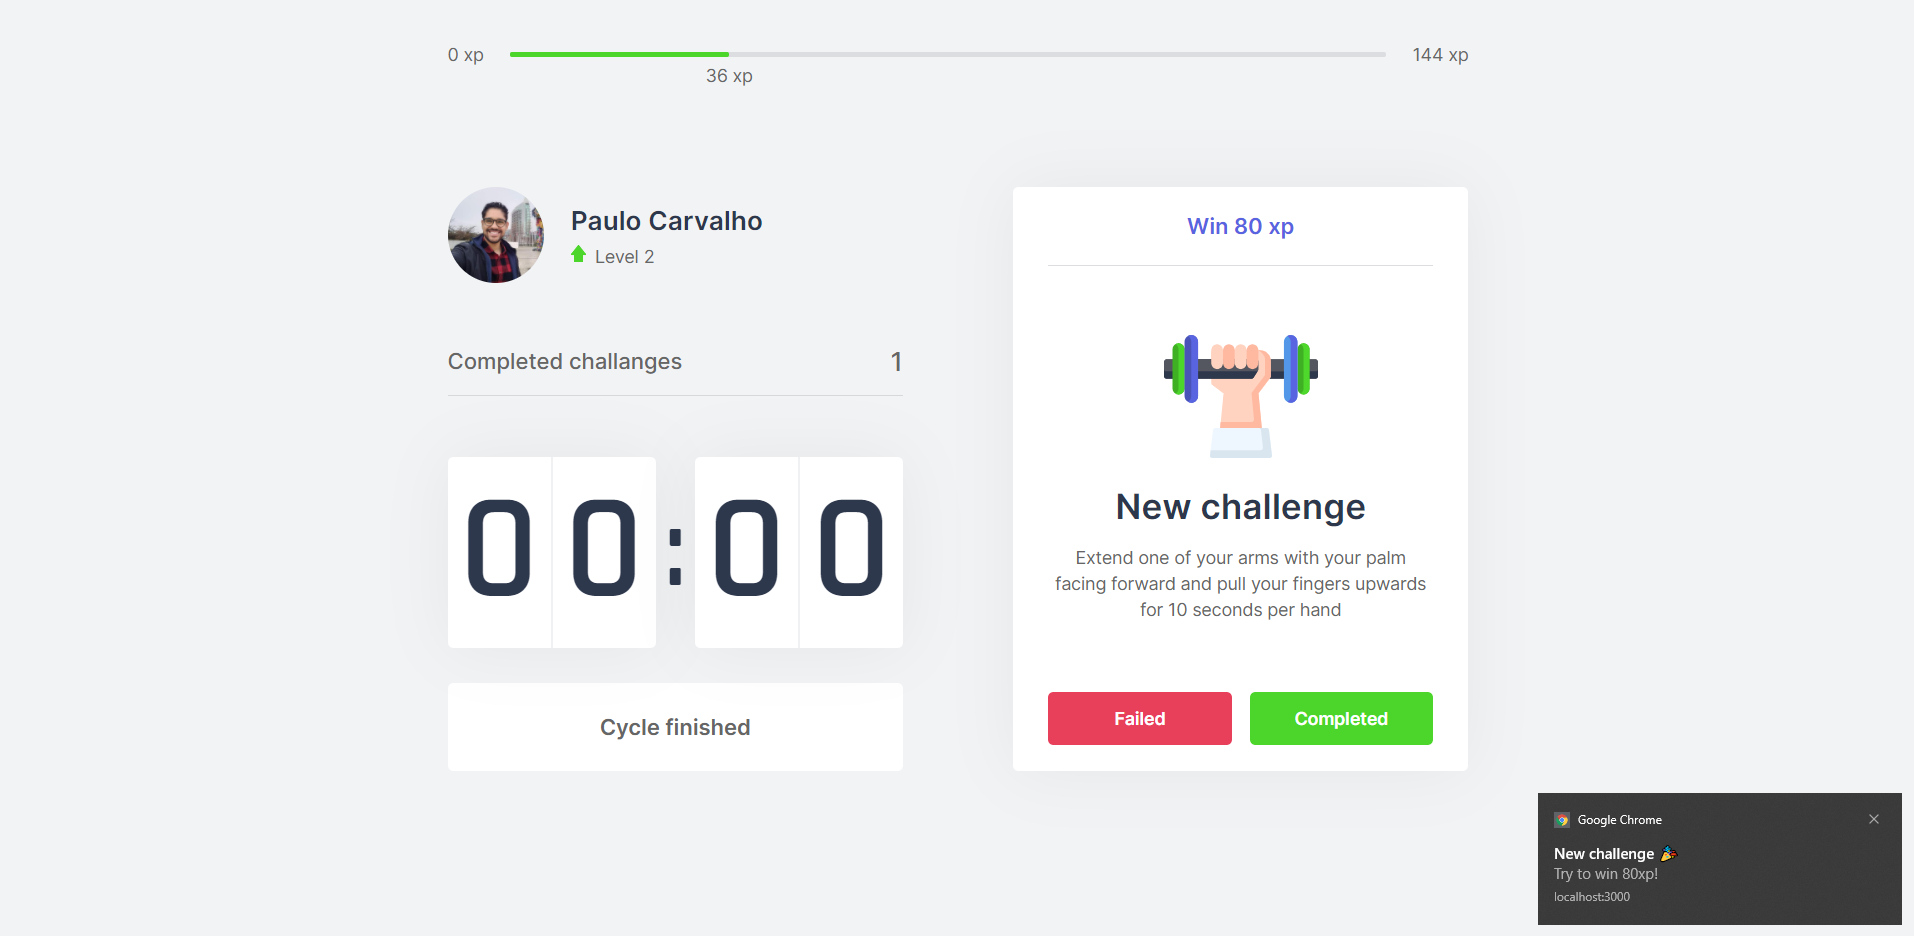 0 xp
144 xp
36 xp
Paulo Carvalho
Level 2
Completed challanges 1
00:00
Cycle finished
Win 80 xp
New challenge
Extend one of your arms with your palm
facing forward and pull your fingers upwards
for 10 seconds per hand
Failed
Completed
Google Chrome
New challenge 🎉
Try to win 80xp!
localhost:3000